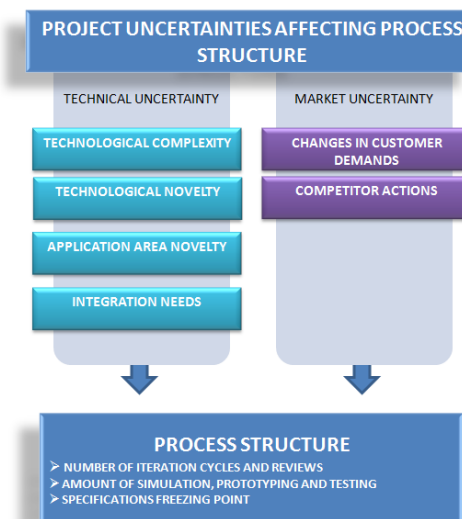 PROJECT UNCERTAINTIES AFFECTING PROCESS
STRUCTURE
TECHNICAL UNCERTAINTY
MARKET UNCERTAINTY
TECHNOLOGICAL COMPLEXITY
CHANGES IN CUSTOMER
DEMANDS
TECHNOLOGICAL NOVELTY
COMPETITOR ACTIONS
APPLICATION AREA NOVELTY
INTEGRATION NEEDS
PROCESS STRUCTURE
➢ NUMBER OF ITERATION CYCLES AND REVIEWS
➢ AMOUNT OF SIMULATION, PROTOTYPING AND TESTING
➢ SPECIFICATIONS FREEZING POINT